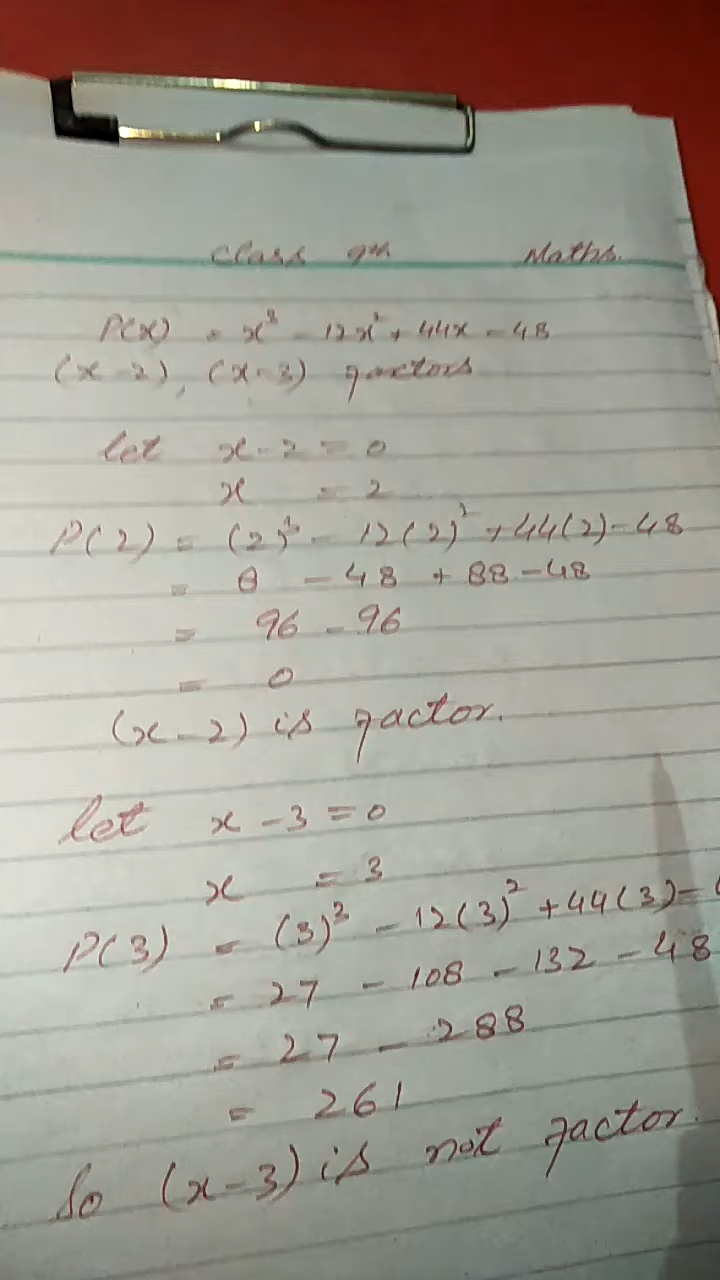 Class 9th Maths.
P(x) = x³ - 12x² + 44x - 48
(x-2), (x-3) factors
let x-2 = 0
x = 2
P(2) = (2)³ - 12(2)² + 44(2) - 48
= 8 - 48 + 88 - 48
= 96 - 96
= 0
(x-2) is factor.
let x - 3 = 0
x = 3
P(3) = (3)³ - 12(3)² + 44(3) -
= 27 - 108 - 132 - 48
= 27 - 288
= 261
So (x-3) is not factor.